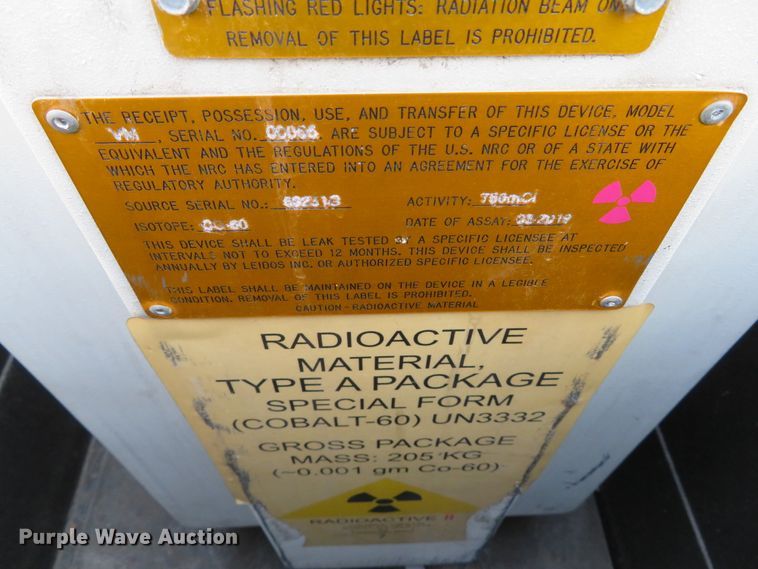 FLASHING RED LIGHTS: RADIATION BEAM ON
REMOVAL OF THIS LABEL IS PROHIBITED.
THE RECEIPT, POSSESSION, USE, AND TRANSFER OF THIS DEVICE, MODEL
VM, SERIAL NO. 00066, ARE SUBJECT TO A SPECIFIC LICENSE OR THE
EQUIVALENT AND THE REGULATIONS OF THE U.S. NRC OR OF A STATE WITH
WHICH THE NRC HAS ENTERED INTO AN AGREEMENT FOR THE EXERCISE OF
REGULATORY AUTHORITY.
SOURCE SERIAL NO.: ACTIVITY: 750mCi
ISOTOPE: CO-60 DATE OF ASSAY: -2019
THIS DEVICE SHALL BE LEAK TESTED BY A SPECIFIC LICENSEE AT
INTERVALS NOT TO EXCEED 12 MONTHS. THIS DEVICE SHALL BE INSPECTED
ANNUALLY BY LEIDOS INC. OR AUTHORIZED SPECIFIC LICENSEE.
THIS LABEL SHALL BE MAINTAINED ON THE DEVICE IN A LEGIBLE
CONDITION. REMOVAL OF THIS LABEL IS PROHIBITED.
CAUTION - RADIOACTIVE MATERIAL
RADIOACTIVE
MATERIAL,
TYPE A PACKAGE
SPECIAL FORM
(COBALT-60) UN3332
GROSS PACKAGE
MASS: 205 KG
(~0.001 gm Co-60)
RADIOACTIVE II
Purple Wave Auction